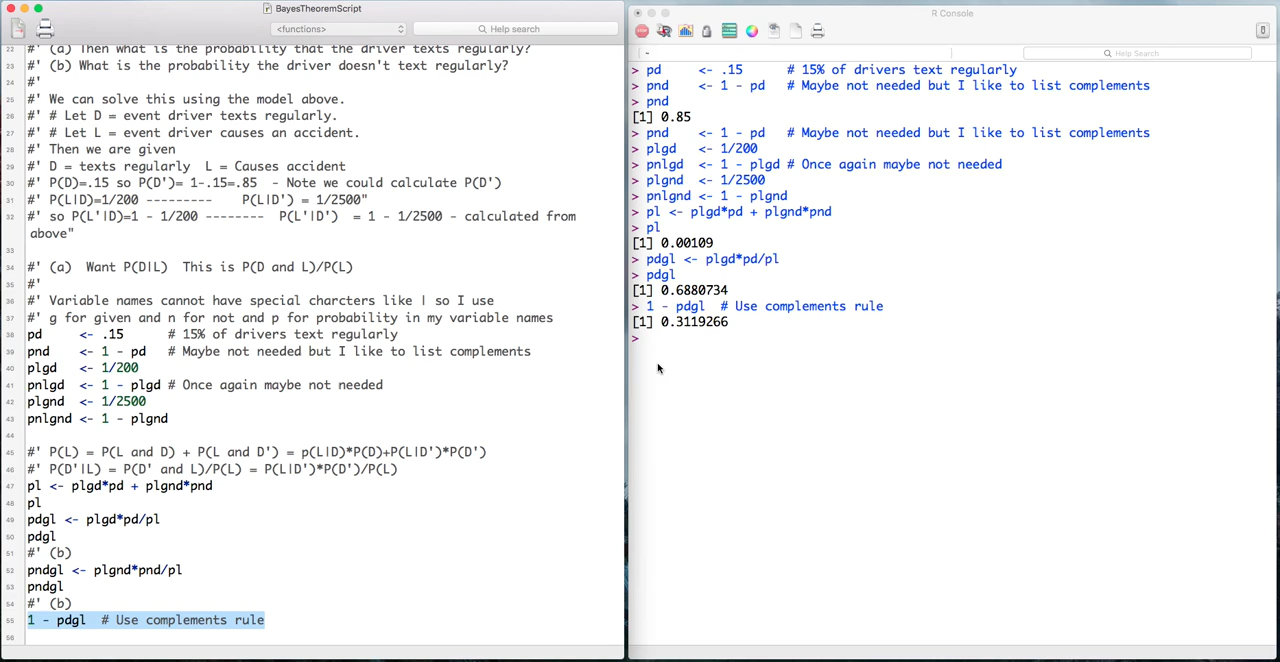 BayesTheoremScript
<functions>
Help search
22 #' (a) Then what is the probability that the driver texts regularly?
23 #' (b) What is the probability the driver doesn't text regularly?
24 #'
25 #' We can solve this using the model above.
26 #' # Let D = event driver texts regularly.
27 #' # Let L = event driver causes an accident.
28 #' Then we are given
29 #' D = texts regularly  L = Causes accident
30 #' P(D)=.15 so P(D')= 1-.15=.85  - Note we could calculate P(D')
31 #' P(L|D)=1/200 ---------     P(L|D') = 1/2500"
32 #' so P(L'|D)=1 - 1/200 --------  P(L'|D')  = 1 - 1/2500 - calculated from
above"
33
34 #' (a)  Want P(D|L)  This is P(D and L)/P(L)
35 #'
36 #' Variable names cannot have special charcters like | so I use
37 #' g for given and n for not and p for probability in my variable names
38 pd     <- .15      # 15% of drivers text regularly
39 pnd    <- 1 - pd   # Maybe not needed but I like to list complements
40 plgd   <- 1/200
41 pnlgd  <- 1 - plgd # Once again maybe not needed
42 plgnd  <- 1/2500
43 pnlgnd <- 1 - plgnd
44
45 #' P(L) = P(L and D) + P(L and D') = p(L|D)*P(D)+P(L|D')*P(D')
46 #' P(D'|L) = P(D' and L)/P(L) = P(L|D')*P(D')/P(L)
47 pl <- plgd*pd + plgnd*pnd
48 pl
49 pdgl <- plgd*pd/pl
50 pdgl
51 #' (b)
52 pndgl <- plgnd*pnd/pl
53 pndgl
54 #' (b)
55 1 - pdgl  # Use complements rule
56
R Console
~
Help Search
> pd     <- .15      # 15% of drivers text regularly
> pnd    <- 1 - pd   # Maybe not needed but I like to list complements
> pnd
[1] 0.85
> pnd    <- 1 - pd   # Maybe not needed but I like to list complements
> plgd   <- 1/200
> pnlgd  <- 1 - plgd # Once again maybe not needed
> plgnd  <- 1/2500
> pnlgnd <- 1 - plgnd
> pl <- plgd*pd + plgnd*pnd
> pl
[1] 0.00109
> pdgl <- plgd*pd/pl
> pdgl
[1] 0.6880734
> 1 - pdgl  # Use complements rule
[1] 0.3119266
>